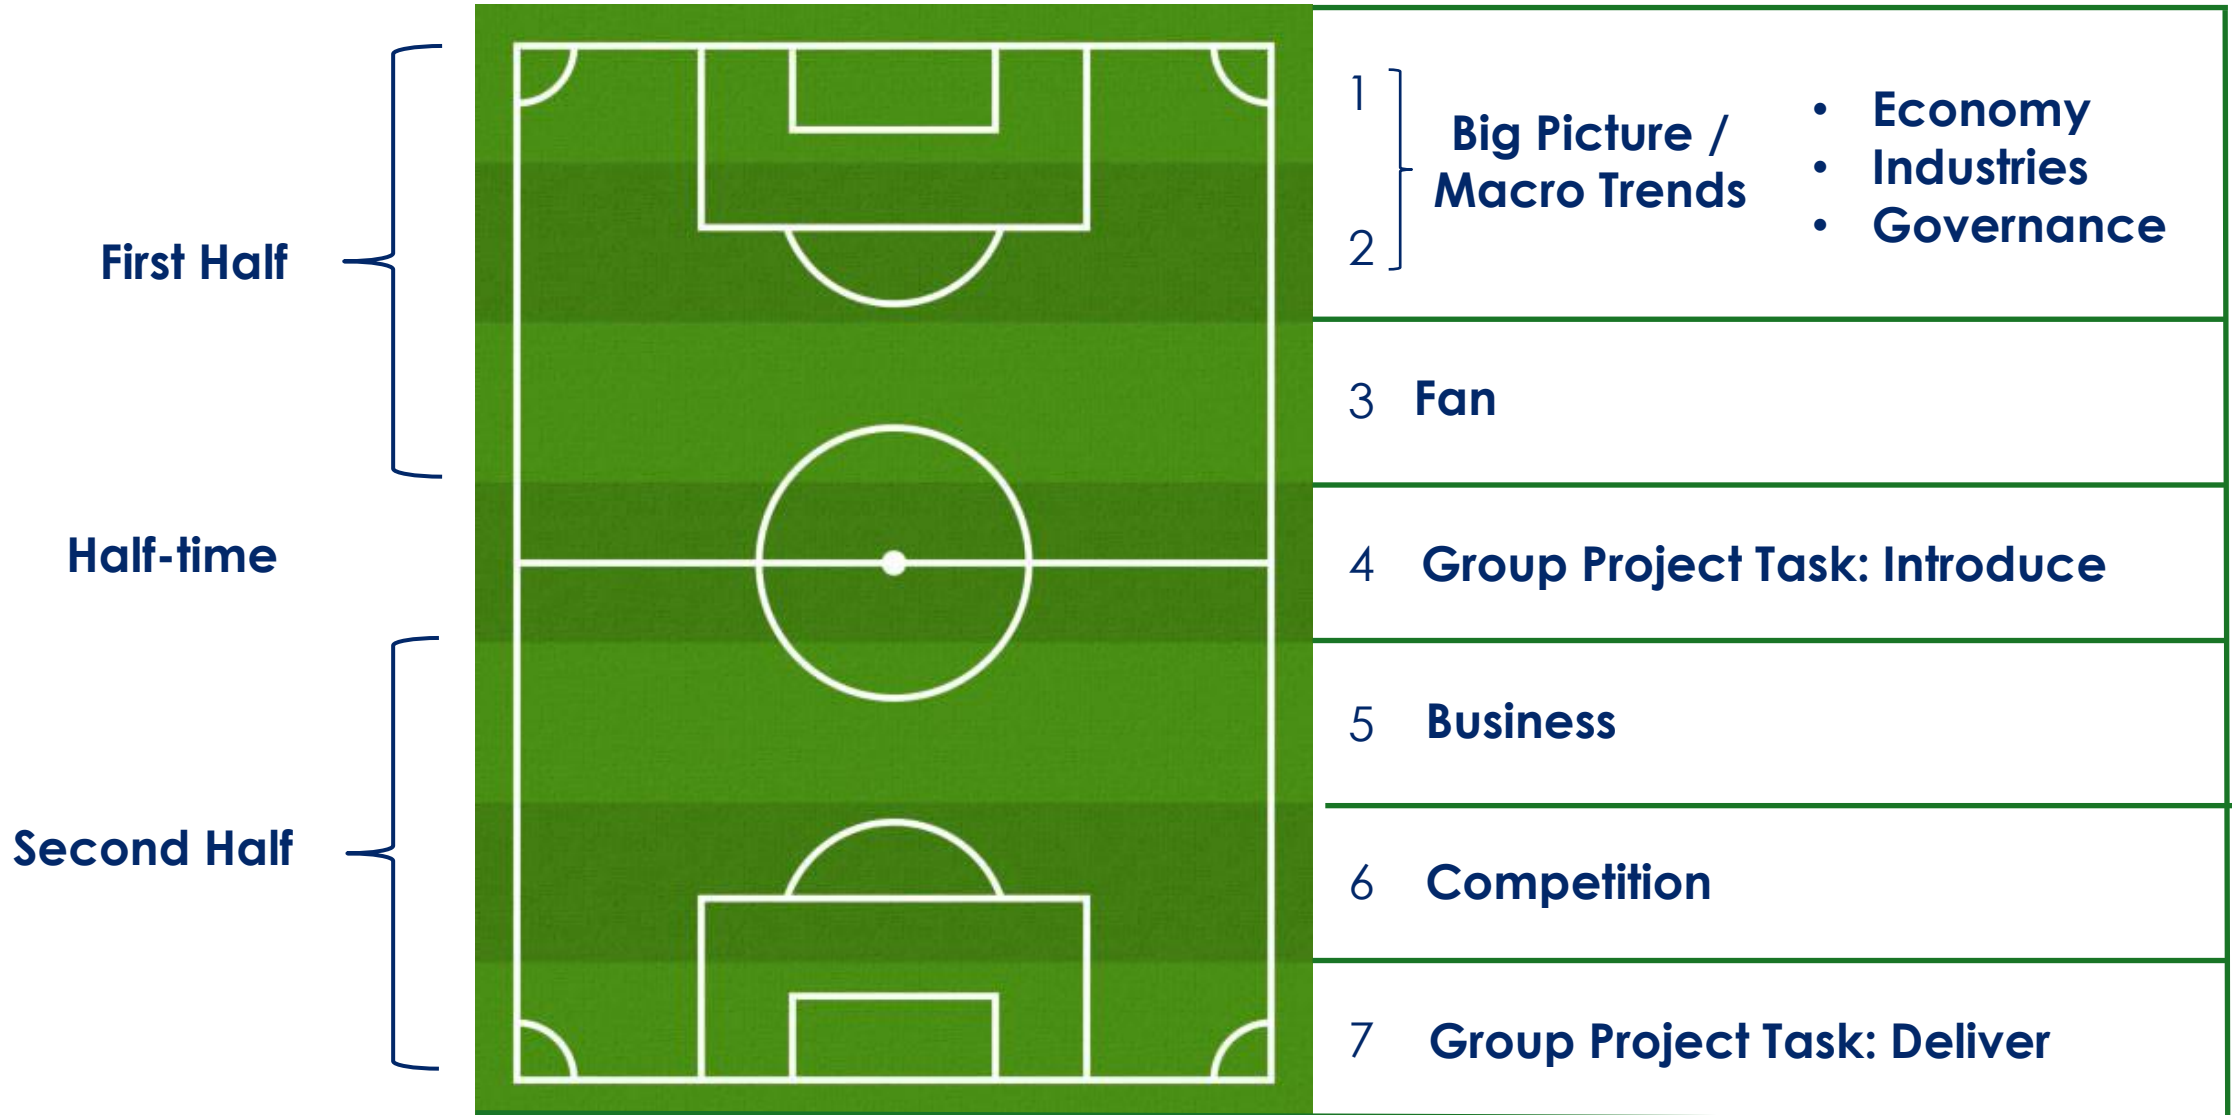 First Half
Half-time
Second Half
1
2
Big Picture /
Macro Trends
• Economy
• Industries
• Governance
3 Fan
4 Group Project Task: Introduce
5 Business
6 Competition
7 Group Project Task: Deliver